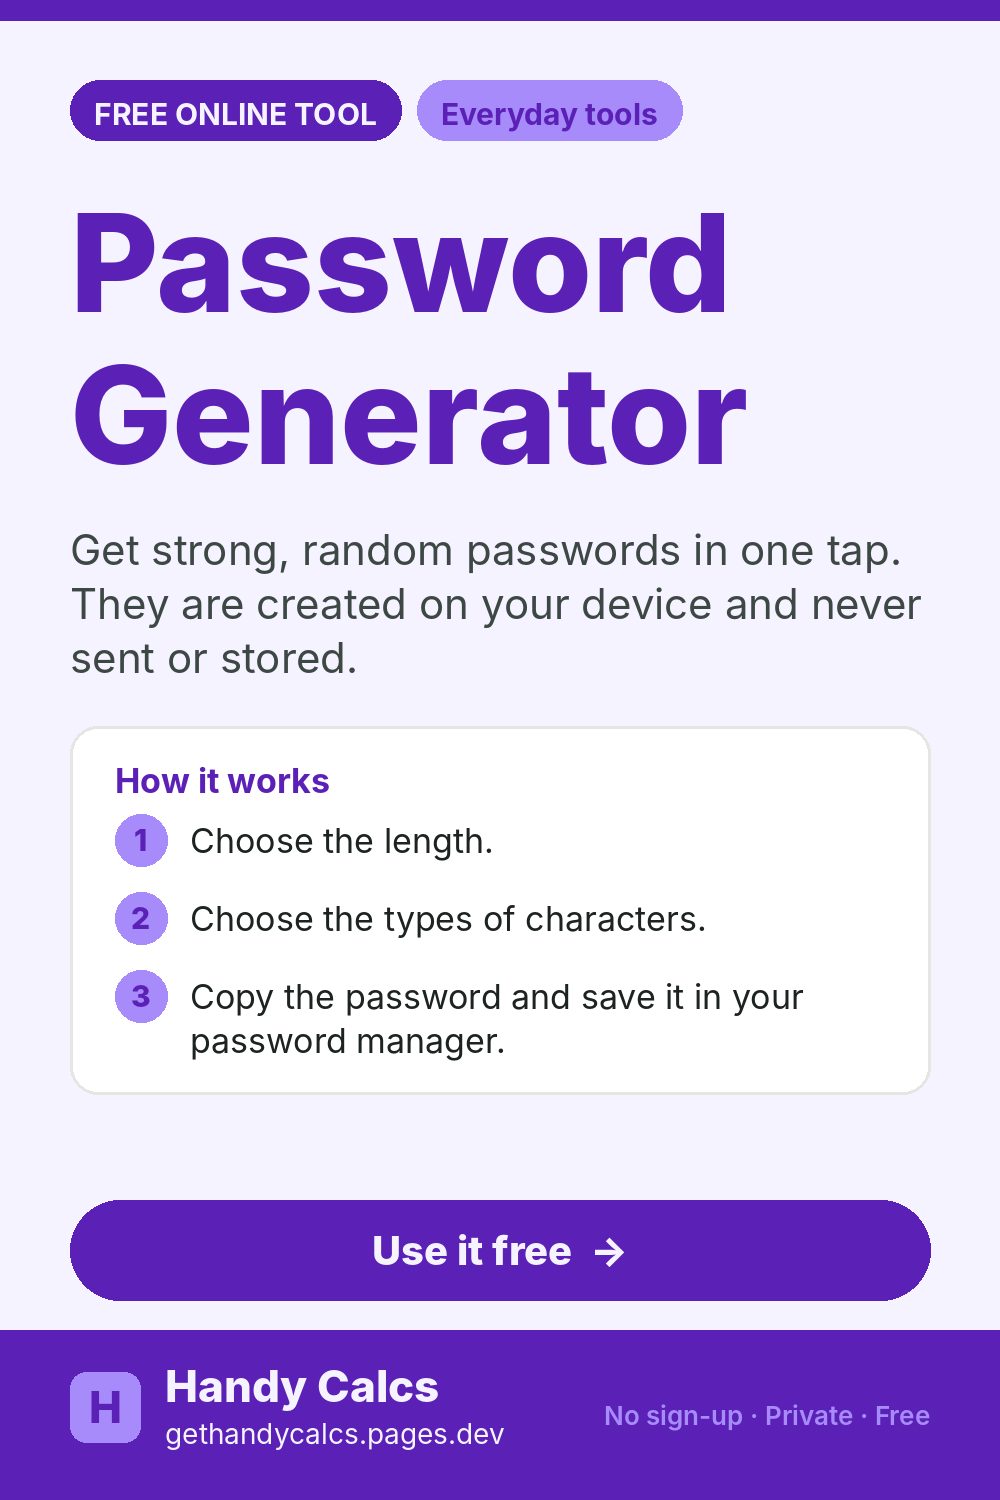 FREE ONLINE TOOL
Everyday tools
Password
Generator
Get strong, random passwords in one tap.
They are created on your device and never
sent or stored.
How it works
1 Choose the length.
2 Choose the types of characters.
3 Copy the password and save it in your
password manager.
Use it free →
H
Handy Calcs
gethandycalcs.pages.dev
No sign-up · Private · Free